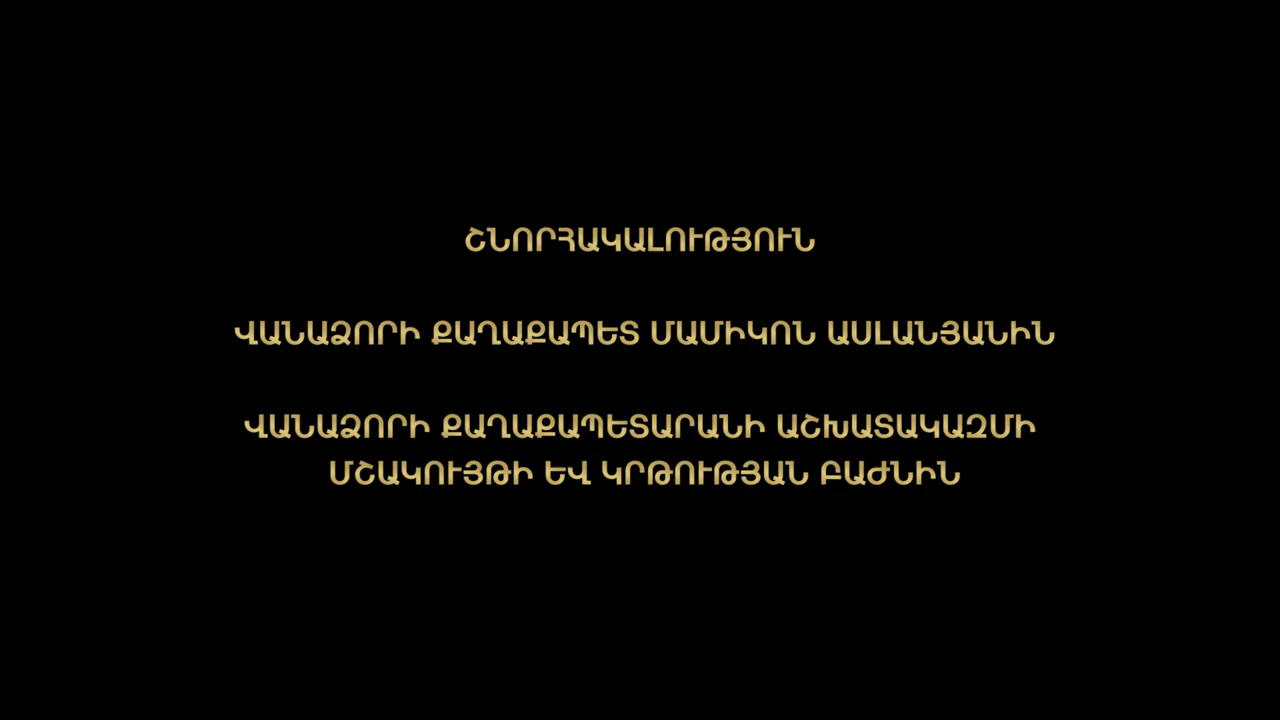 ՇՆՈՐՀԱԿԱԼՈՒԹՅՈՒՆ
ՎԱՆԱՁՈՐԻ ՔԱՂԱՔԱՊԵՏ ՄԱՄԻԿՈՆ ԱՍԼԱՆՅԱՆԻՆ
ՎԱՆԱՁՈՐԻ ՔԱՂԱՔԱՊԵՏԱՐԱՆԻ ԱՇԽԱՏԱԿԱԶՄԻ
ՄՇԱԿՈՒՅԹԻ ԵՎ ԿՐԹՈՒԹՅԱՆ ԲԱԺՆԻՆ